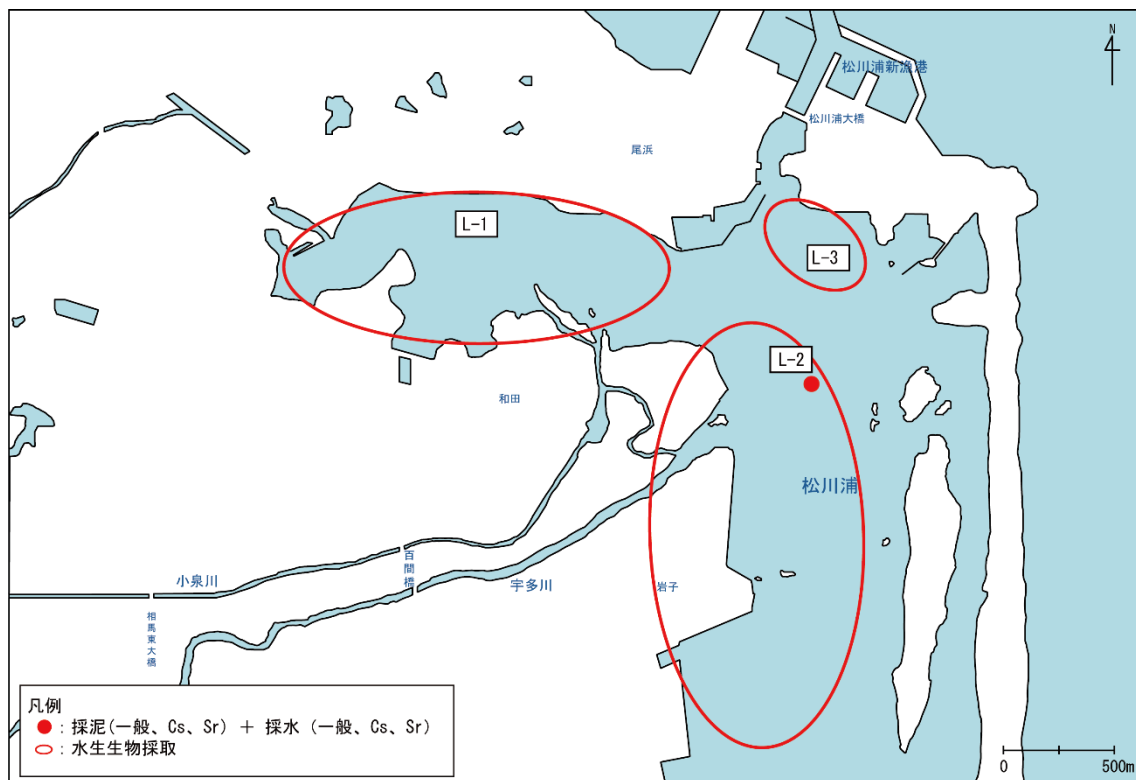 N
松川浦新漁港
松川浦大橋
尾浜
L-1
L-3
L-2
和田
松川浦
百間橋
小泉川
宇多川
岩子
相馬東大橋
凡例
：採泥(一般、Cs、Sr) ＋ 採水 (一般、Cs、Sr)
：水生生物採取
0 500m